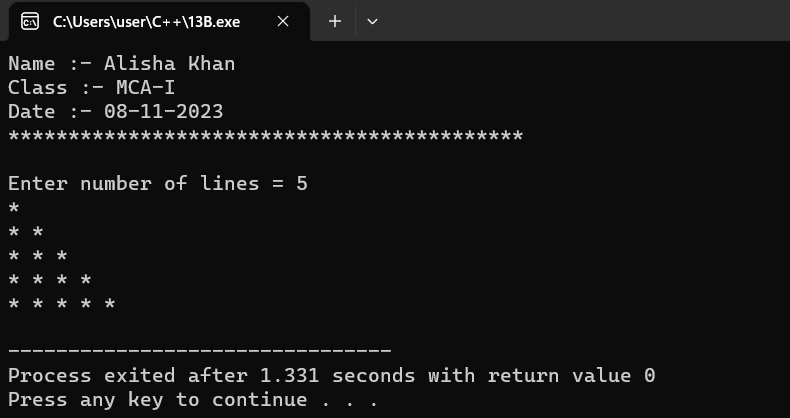 C:\Users\user\C++\13B.exe
Name :- Alisha Khan
Class :- MCA-I
Date :- 08-11-2023
*******************************************
Enter number of lines = 5
*
* *
* * *
* * * *
* * * * *
--------------------------------
Process exited after 1.331 seconds with return value 0
Press any key to continue . . .